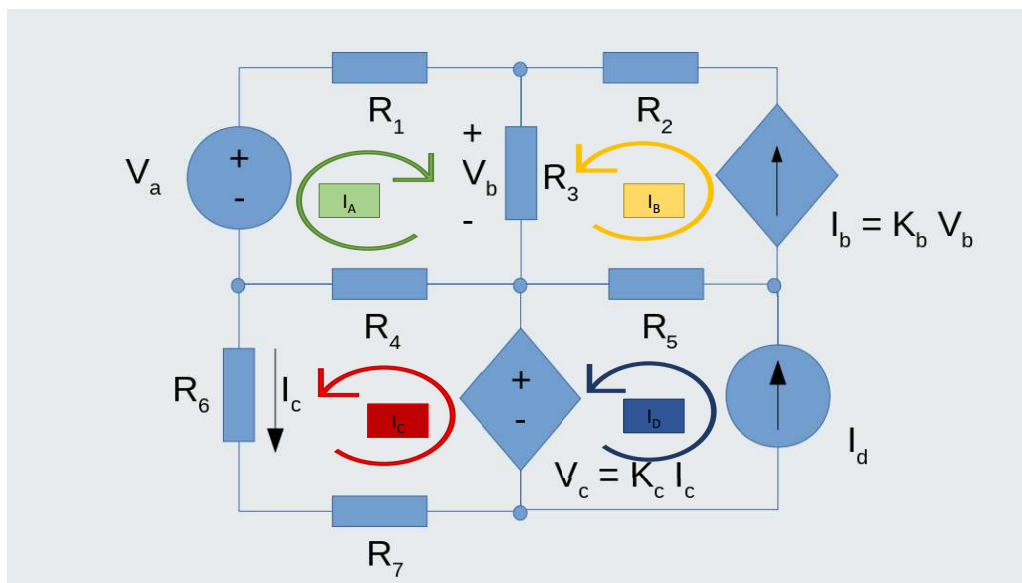 R1
R2
+
Va
+
-
Vb
R3
IA
IB
-
Ib = Kb Vb
R4
R5
R6
Ic
+
-
IC
ID
Id
Vc = Kc Ic
R7